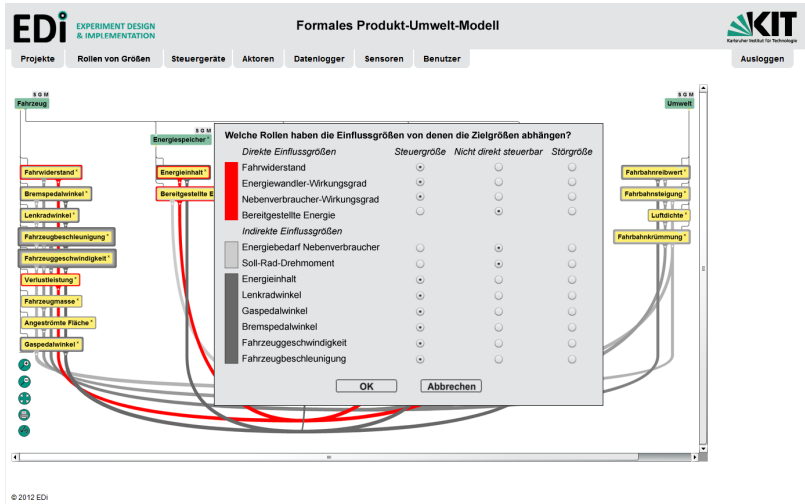 EDi EXPERIMENT DESIGN
& IMPLEMENTATION
Formales Produkt-Umwelt-Modell
KIT
Karlsruher Institut für Technologie
Projekte Rollen von Größen Steuergeräte Aktoren Datenlogger Sensoren Benutzer Ausloggen
S G M
Fahrzeug
S G M
Energiespeicher *
S G M
Umwelt
Fahrwiderstand *
Bremspedalwinkel *
Lenkradwinkel *
Fahrzeugbeschleunigung *
Fahrzeuggeschwindigkeit *
Verlustleistung *
Fahrzeugmasse *
Angeströmte Fläche *
Gaspedalwinkel *
Energieinhalt *
Bereitgestellte E
Welche Rollen haben die Einflussgrößen von denen die Zielgrößen abhängen?
Direkte Einflussgrößen Steuergröße Nicht direkt steuerbar Störgröße
Fahrwiderstand
Energiewandler-Wirkungsgrad
Nebenverbraucher-Wirkungsgrad
Bereitgestellte Energie
Indirekte Einflussgrößen
Energiebedarf Nebenverbraucher
Soll-Rad-Drehmoment
Energieinhalt
Lenkradwinkel
Gaspedalwinkel
Bremspedalwinkel
Fahrzeuggeschwindigkeit
Fahrzeugbeschleunigung
OK Abbrechen
Fahrbahnreibwert *
Fahrbahnsteigung *
Luftdichte *
Fahrbahnkrümmung *
© 2012 EDi